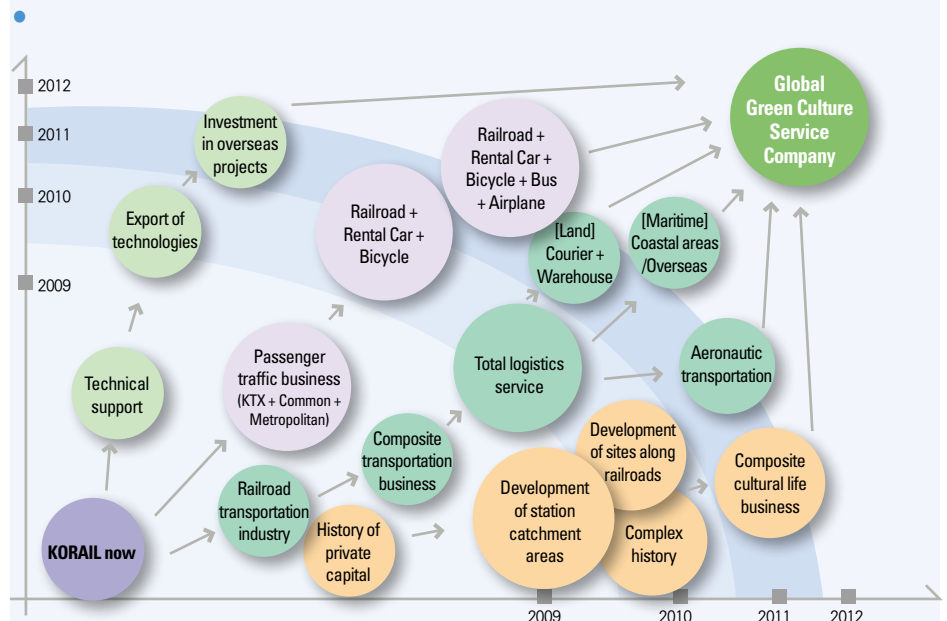 2012
2011
2010
2009
Global
Green Culture
Service
Company
Investment
in overseas
projects
Railroad +
Rental Car +
Bicycle + Bus
+ Airplane
Export of
technologies
Railroad +
Rental Car +
Bicycle
[Land]
Courier +
Warehouse
[Maritime]
Coastal areas
/Overseas
Technical
support
Passenger
traffic business
(KTX + Common +
Metropolitan)
Total logistics
service
Aeronautic
transportation
Composite
transportation
business
Development
of sites along
railroads
Composite
cultural life
business
KORAIL now
Railroad
transportation
industry
History of
private
capital
Development
of station
catchment
areas
Complex
history
2009
2010
2011
2012